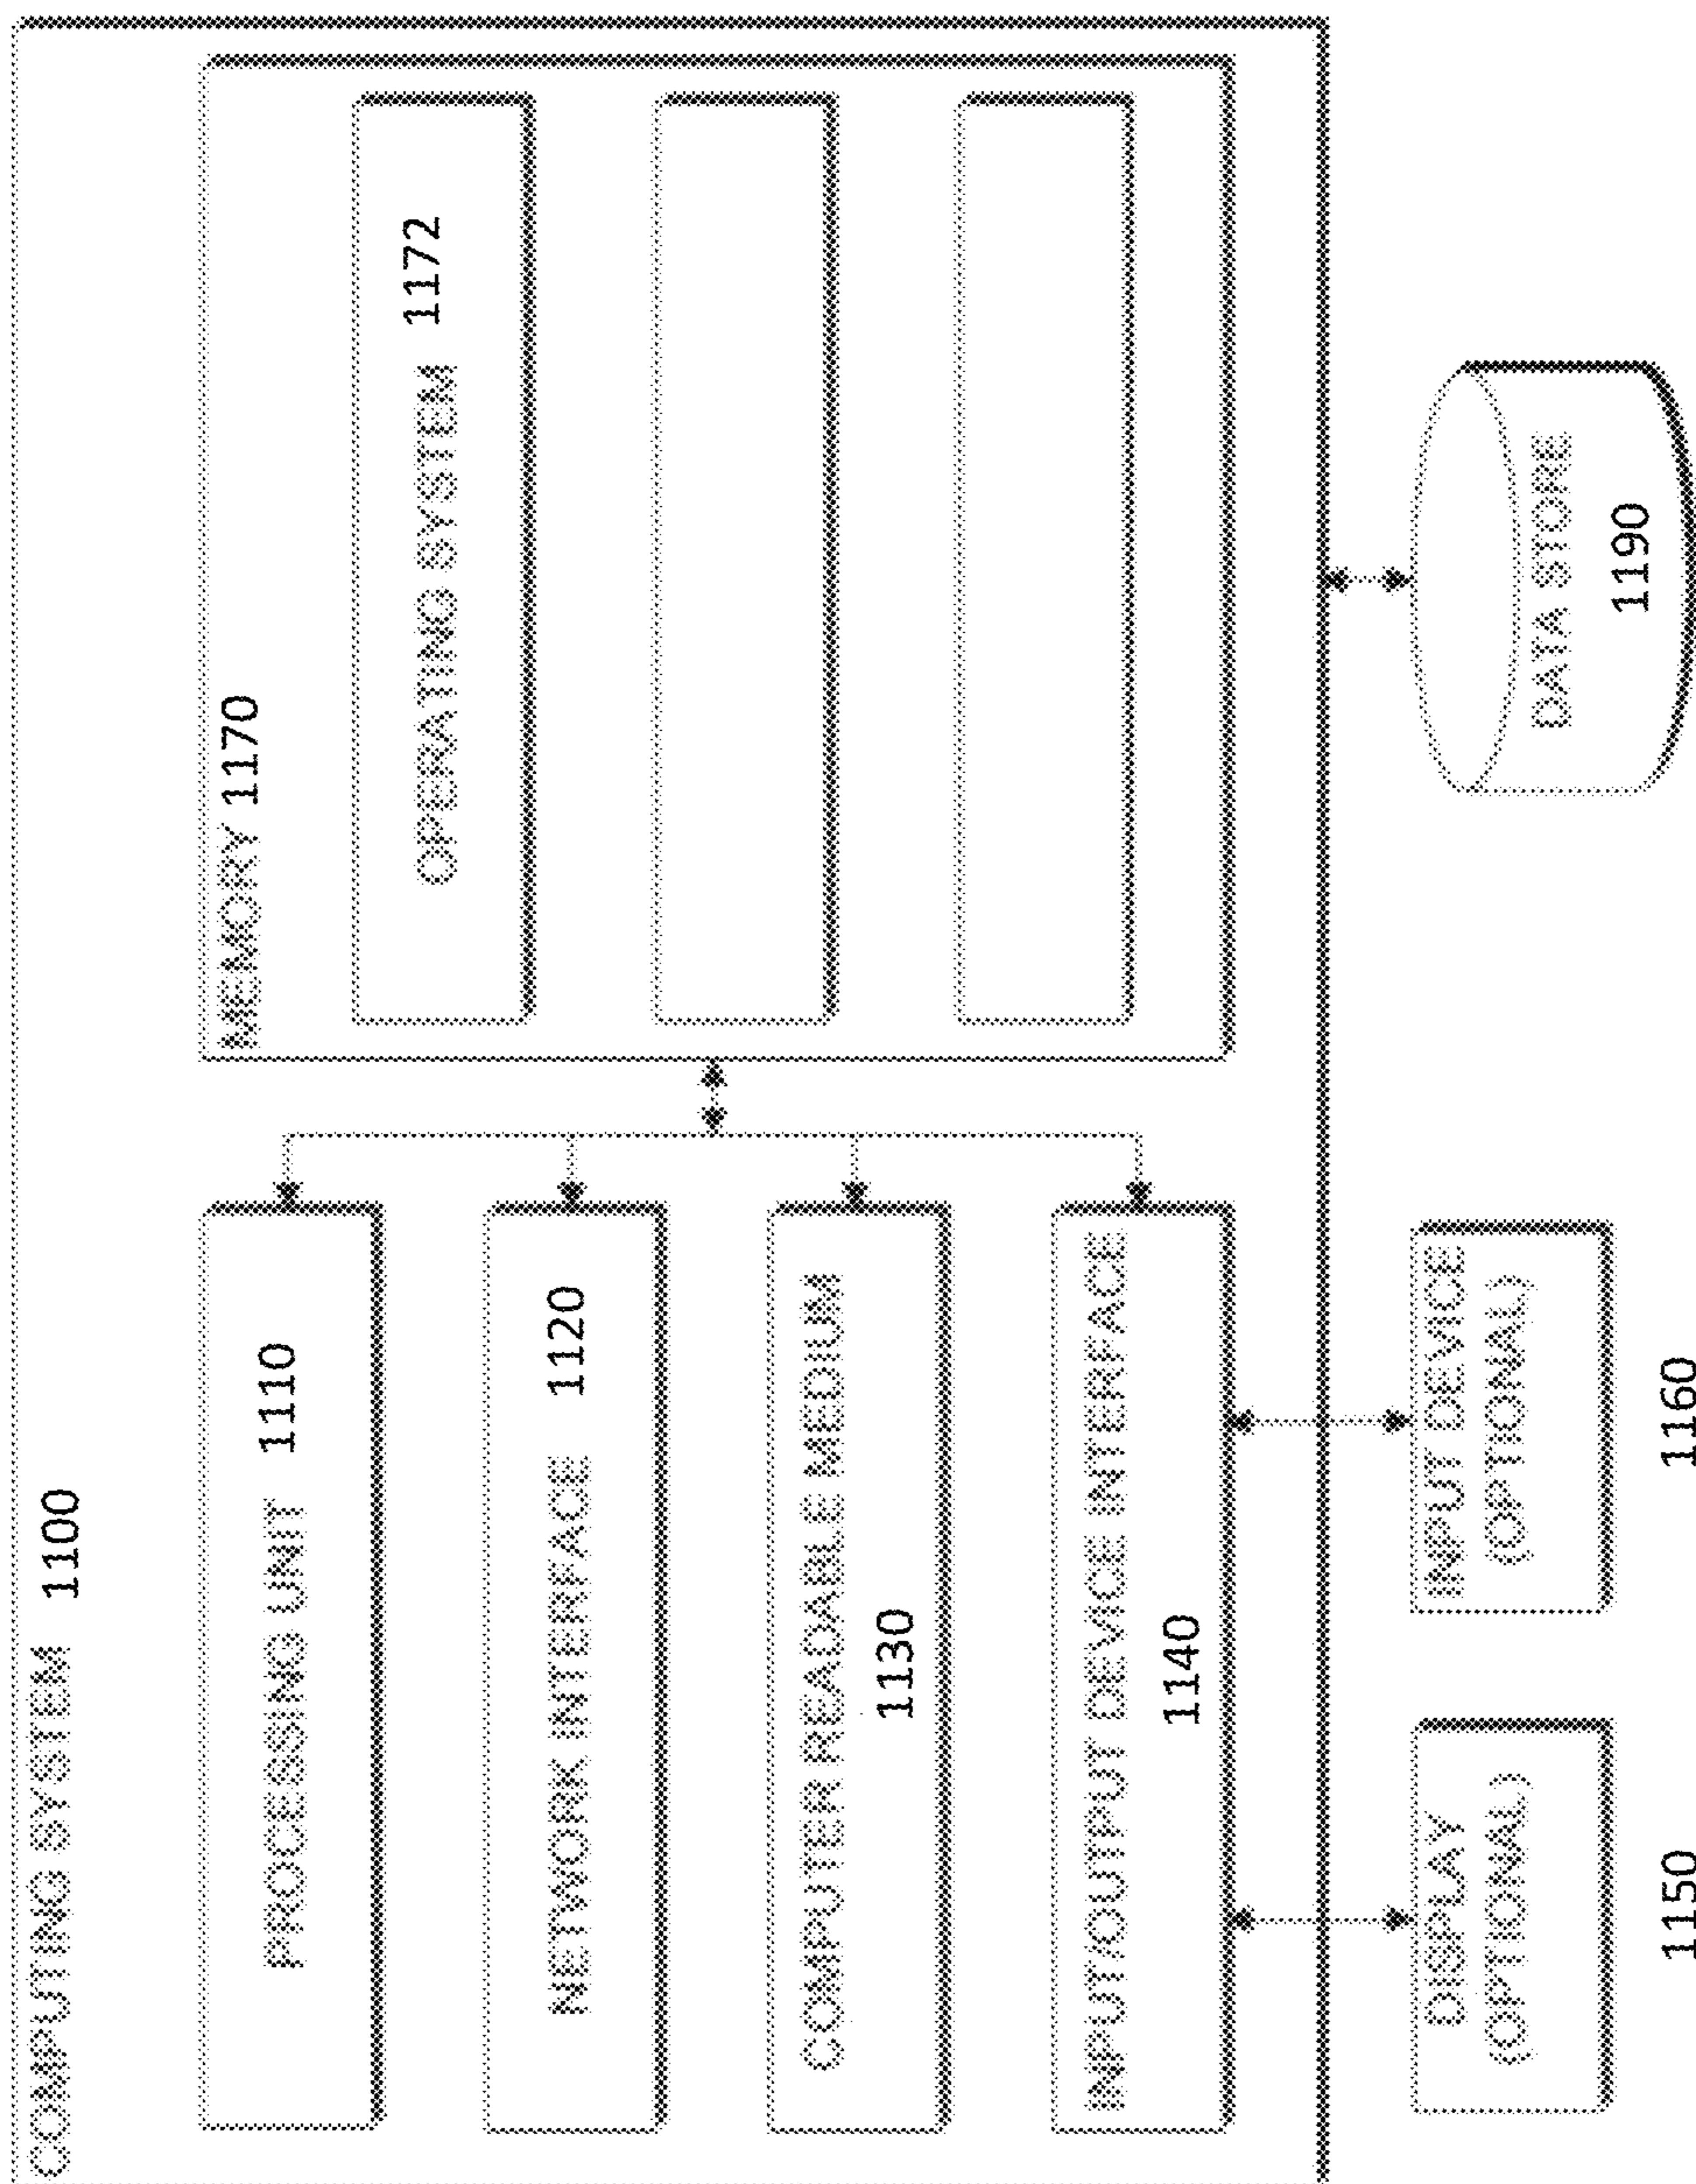 COMPUTING SYSTEM 1100
PROCESSING UNIT 1110
NETWORK INTERFACE 1120
COMPUTER READABLE MEDIUM
1130
INPUT/OUTPUT DEVICE INTERFACE
1140
MEMORY 1170
OPERATING SYSTEM 1172
DISPLAY
(OPTIONAL)
1150
INPUT DEVICE
(OPTIONAL)
1160
DATA STORE
1190